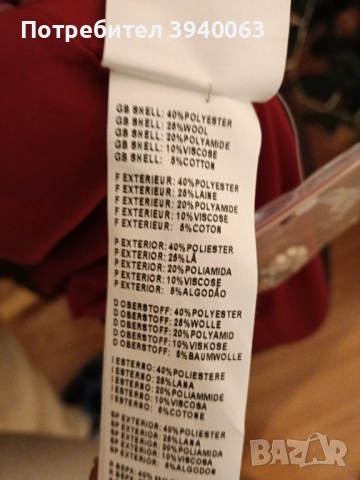 Потребител 3940063
GB SHELL: 40%POLYESTER
GB SHELL: 25%WOOL
GB SHELL: 20%POLYAMIDE
GB SHELL: 10%VISCOSE
GB SHELL: 5%COTTON
F EXTERIEUR: 40%POLYESTER
F EXTERIEUR: 25%LAINE
F EXTERIEUR: 20%POLYAMIDE
F EXTERIEUR: 10%VISCOSE
F EXTERIEUR: 5%COTON
P EXTERIOR: 40%POLIESTER
P EXTERIOR: 25%LÃ
P EXTERIOR: 20%POLIAMIDA
P EXTERIOR: 10%VISCOSE
P EXTERIOR: 5%ALGODÃO
D OBERSTOFF: 40%POLYESTER
D OBERSTOFF: 25%WOLLE
D OBERSTOFF: 20%POLYAMID
D OBERSTOFF: 10%VISKOSE
D OBERSTOFF: 5%BAUMWOLLE
I ESTERNO: 40%POLIESTERE
I ESTERNO: 25%LANA
I ESTERNO: 20%POLIAMMIDE
I ESTERNO: 10%VISCOSA
I ESTERNO: 5%COTONE
SP EXTERIOR: 40%POLIESTER
SP EXTERIOR: 25%LANA
SP EXTERIOR: 20%POLIAMIDA
SP EXTERIOR: 10%VISCOSA
SP EXTERIOR: 5%ALGODON
BAZAR